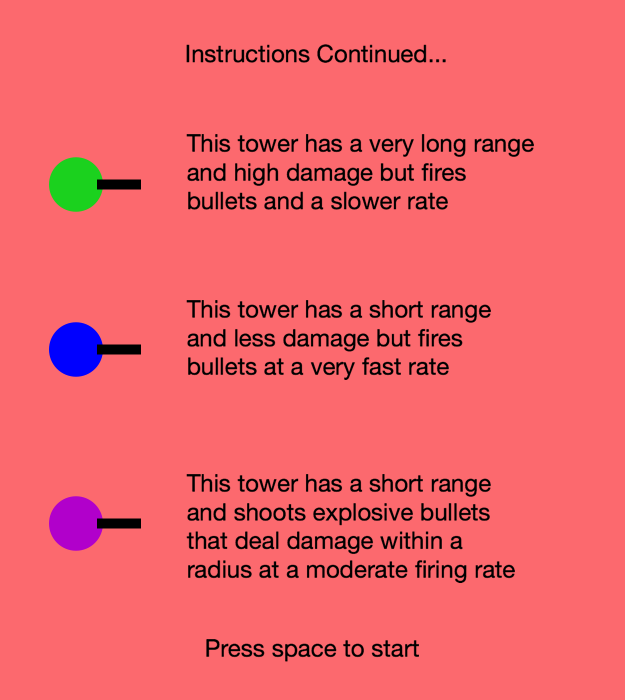 Instructions Continued...
This tower has a very long range
and high damage but fires
bullets and a slower rate
This tower has a short range
and less damage but fires
bullets at a very fast rate
This tower has a short range
and shoots explosive bullets
that deal damage within a
radius at a moderate firing rate
Press space to start